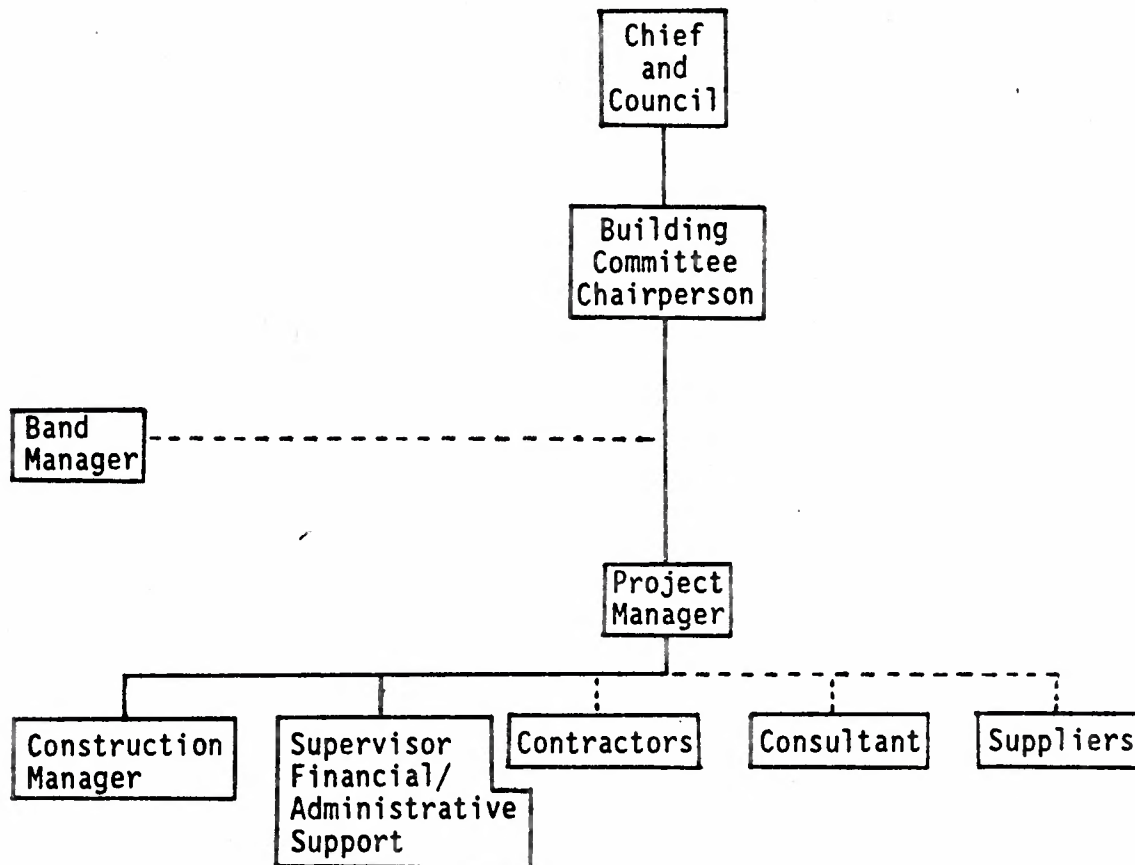 Chief
and
Council
Building
Committee
Chairperson
Band
Manager
Project
Manager
Construction
Manager
Supervisor
Financial/
Administrative
Support
Contractors
Consultant
Suppliers